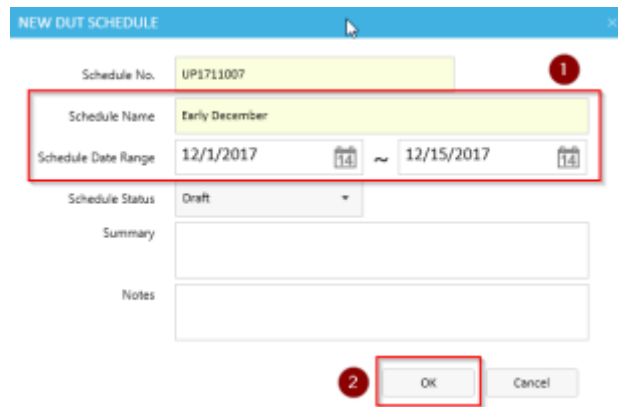 NEW DUT SCHEDULE
Schedule No. UP1711007
1
Schedule Name Early December
Schedule Date Range 12/1/2017 14 ~ 12/15/2017 14
Schedule Status Draft
Summary
Notes
2 OK Cancel